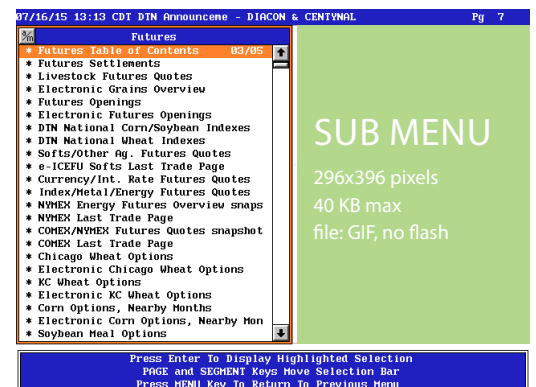 07/16/15 13:13 CDT DTN Announceme - DIACON & CENTYNAL Pg 7
Futures
* Futures Table of Contents 03/05
* Futures Settlements
* Livestock Futures Quotes
* Electronic Grains Overview
* Futures Openings
* Electronic Futures Openings
* DTN National Corn/Soybean Indexes
* DTN National Wheat Indexes
* Softs/Other Ag. Futures Quotes
* e-ICEFU Softs Last Trade Page
* Currency/Int. Rate Futures Quotes
* Index/Metal/Energy Futures Quotes
* NYMEX Energy Futures Overview snaps
* NYMEX Last Trade Page
* COMEX/NYMEX Futures Quotes snapshot
* COMEX Last Trade Page
* Chicago Wheat Options
* Electronic Chicago Wheat Options
* KC Wheat Options
* Electronic KC Wheat Options
* Corn Options, Nearby Months
* Electronic Corn Options, Nearby Mon
* Soybean Meal Options
SUB MENU
296x396 pixels
40 KB max
file: GIF, no flash
Press Enter To Display Highlighted Selection
PAGE and SEGMENT Keys Move Selection Bar
Press MENU Key To Return To Previous Menu